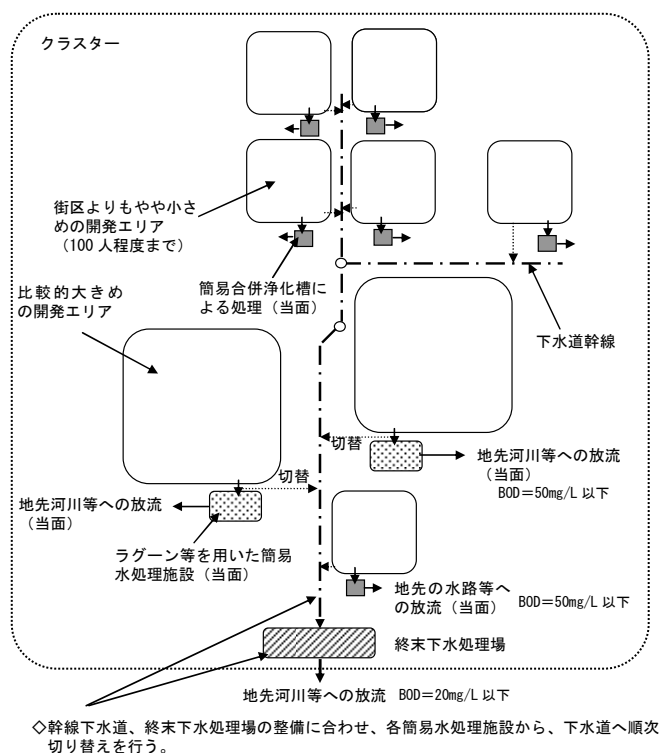 クラスター
街区よりもやや小さ
めの開発エリア
(100 人程度まで)
簡易合併浄化槽に
よる処理(当面)
比較的大きめ
の開発エリア
下水道幹線
切替
地先河川等への放流
(当面)
BOD=50mg/L 以下
切替
地先河川等への放流
(当面)
ラグーン等を用いた簡易
水処理施設(当面)
地先の水路等へ
の放流(当面)
BOD=50mg/L 以下
終末下水処理場
地先河川等への放流 BOD=20mg/L 以下
◇幹線下水道、終末下水処理場の整備に合わせ、各簡易水処理施設から、下水道へ順次
切り替えを行う。